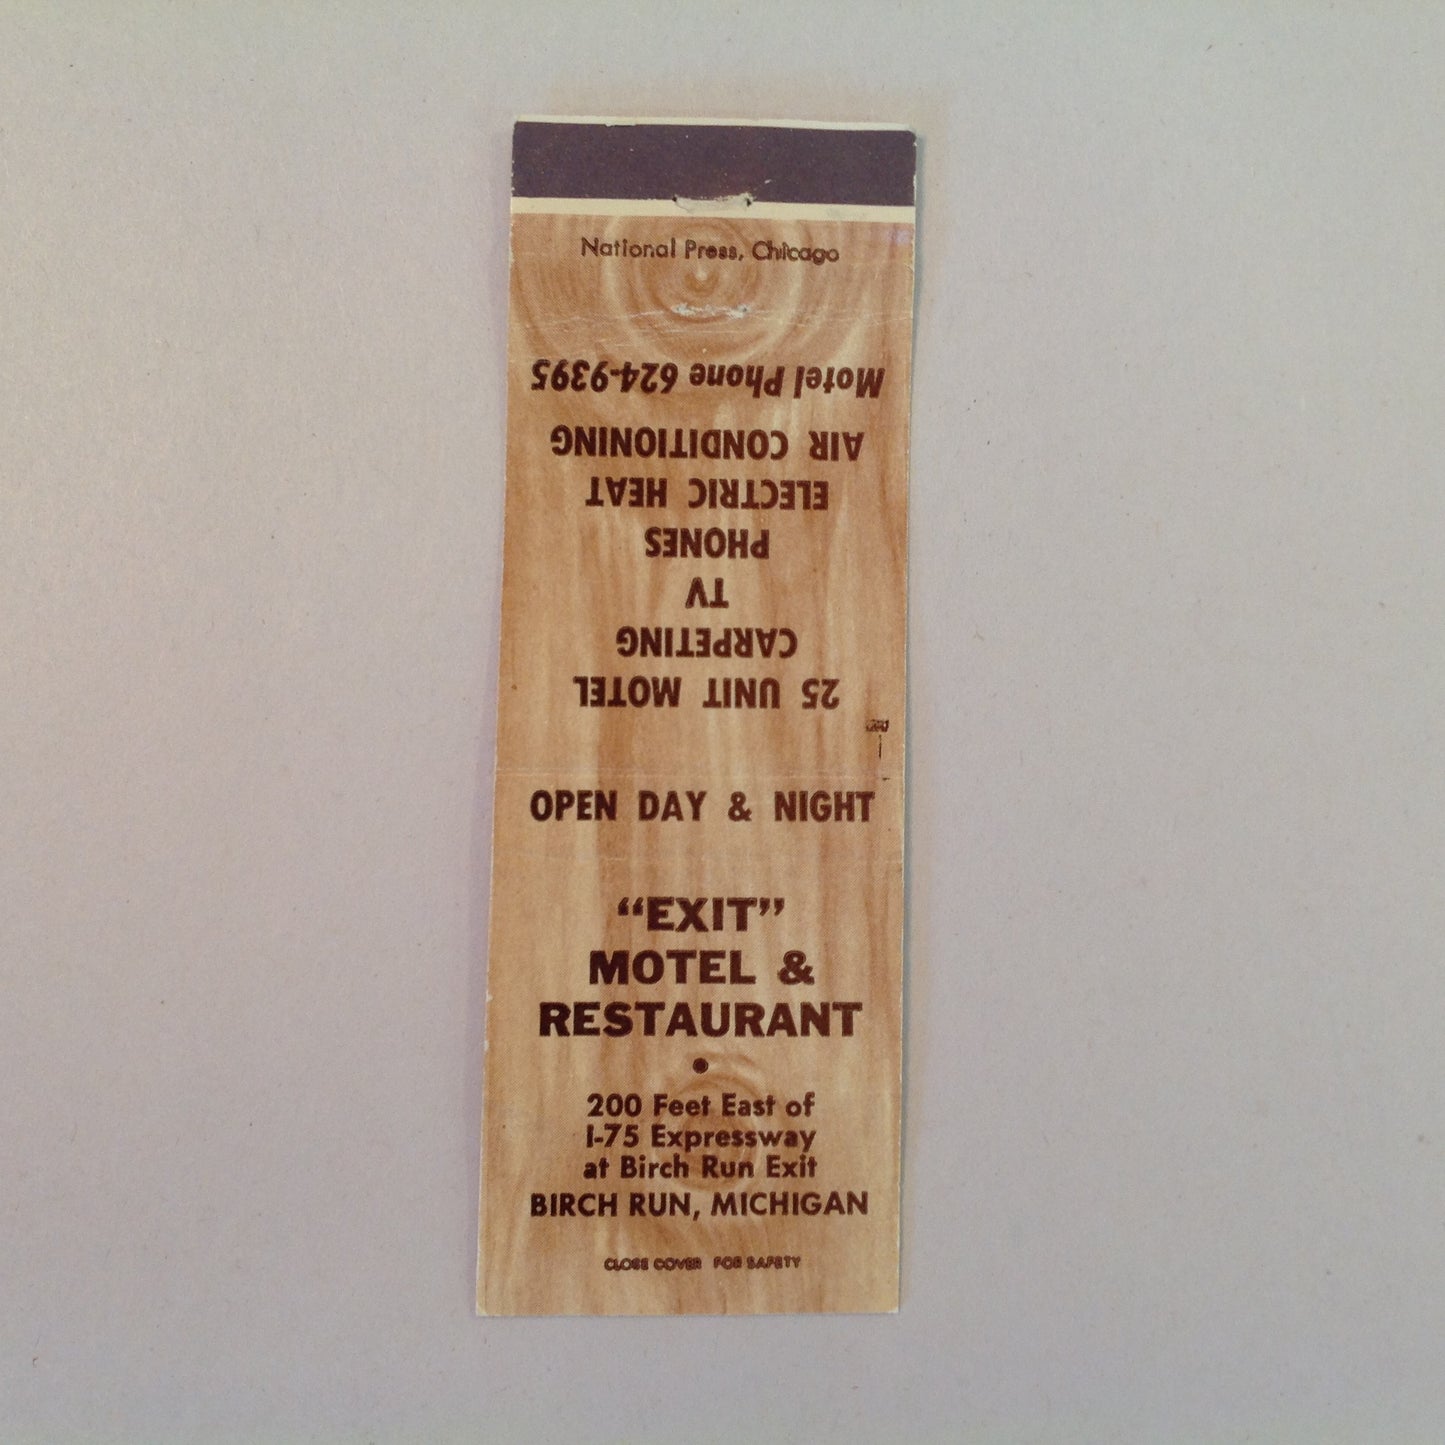 National Press, Chicago
25 UNIT MOTEL
CARPETING
TV
PHONES
ELECTRIC HEAT
AIR CONDITIONING
Motel Phone 624-9395
OPEN DAY & NIGHT
“EXIT”
MOTEL &
RESTAURANT
•
200 Feet East of
I-75 Expressway
at Birch Run Exit
BIRCH RUN, MICHIGAN
CLOSE COVER FOR SAFETY